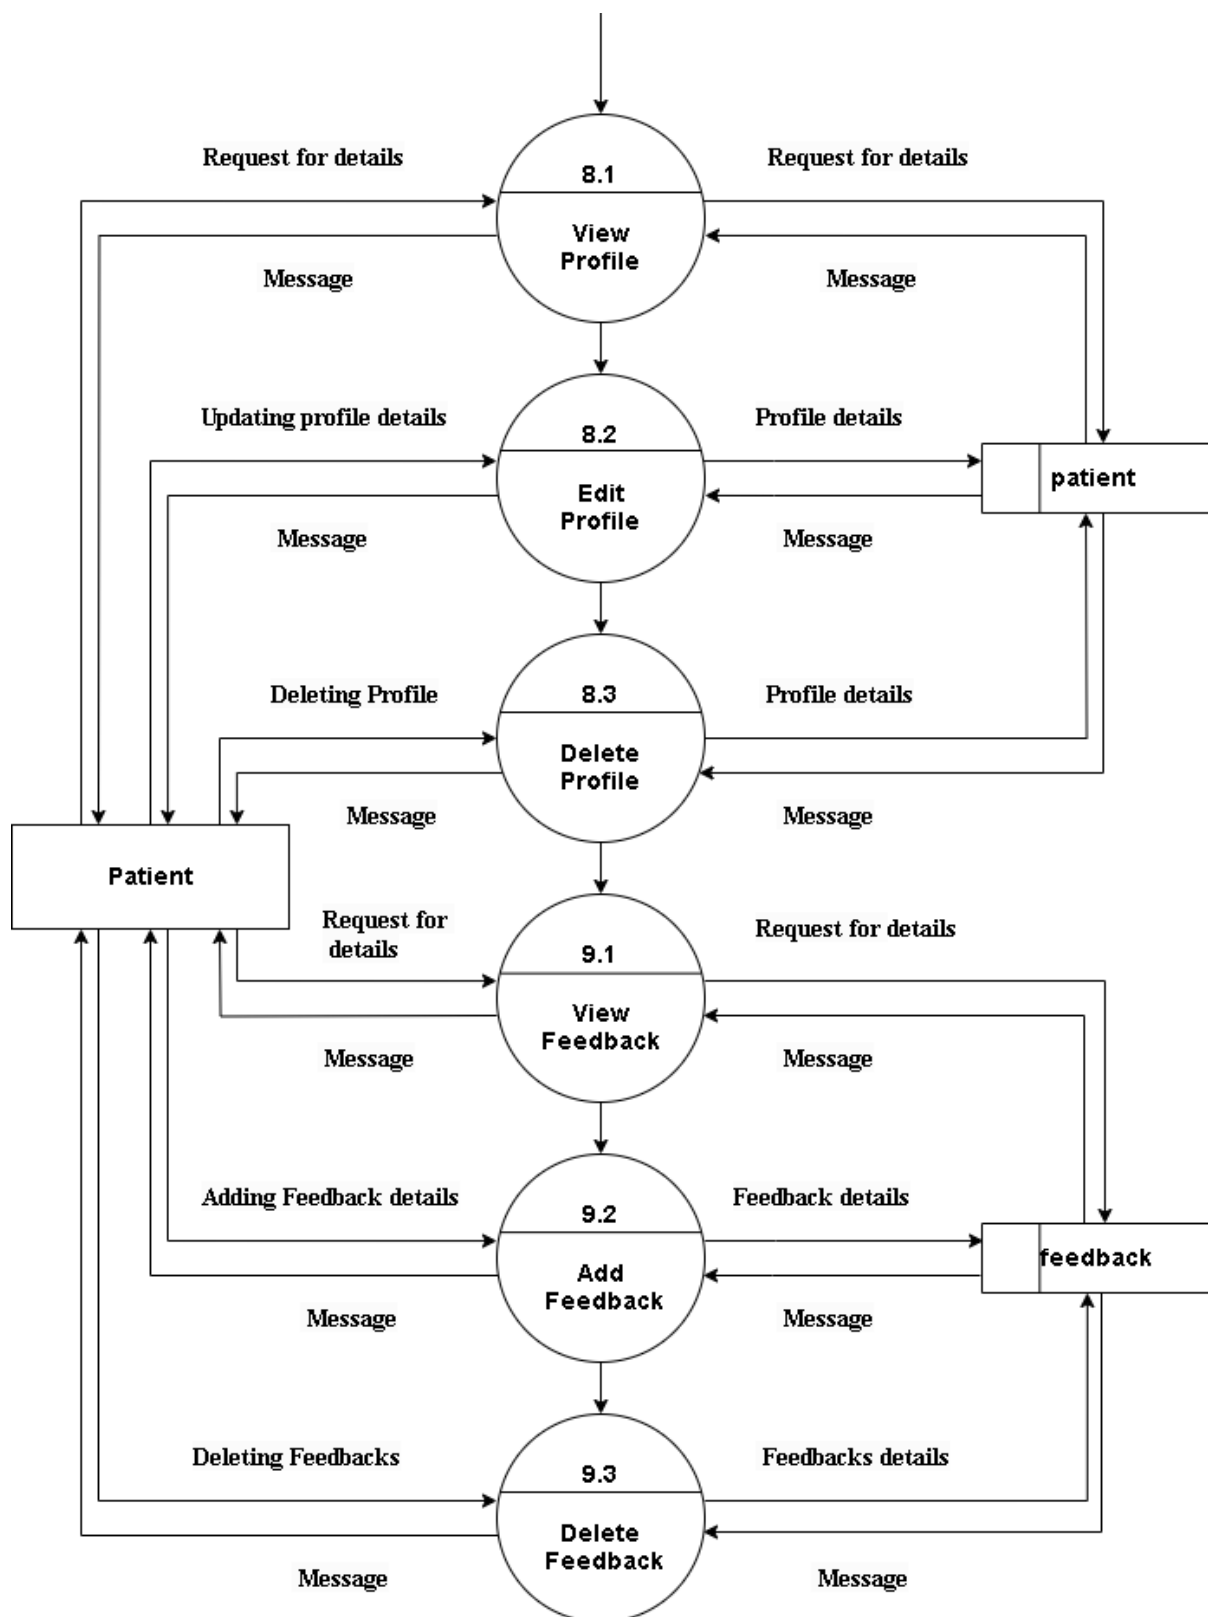 Request for details
8.1
Request for details
View
Profile
Message
Message
Updating profile details
8.2
Profile details
Edit
Profile
patient
Message
Message
Deleting Profile
8.3
Profile details
Delete
Profile
Message
Message
Patient
Request for
details
9.1
Request for details
View
Feedback
Message
Message
Adding Feedback details
9.2
Feedback details
Add
Feedback
feedback
Message
Message
Deleting Feedbacks
9.3
Feedbacks details
Delete
Feedback
Message
Message